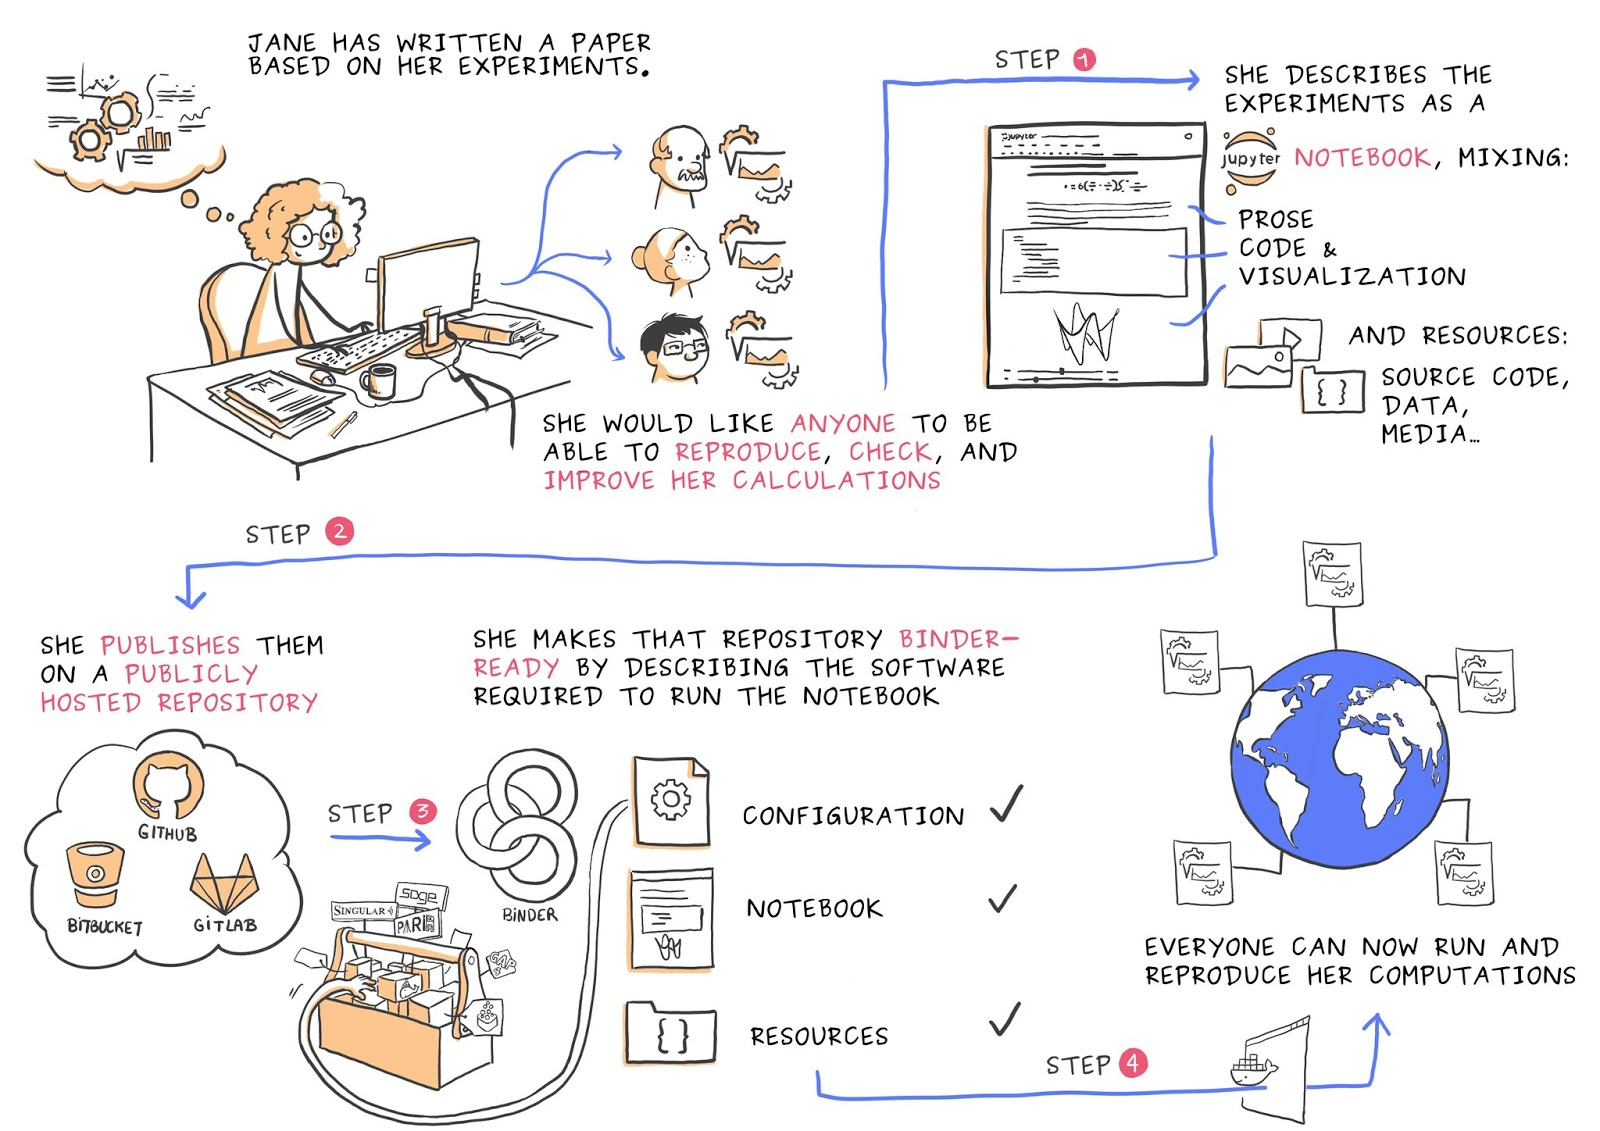 JANE HAS WRITTEN A PAPER
BASED ON HER EXPERIMENTS.
SHE WOULD LIKE ANYONE TO BE
ABLE TO REPRODUCE, CHECK, AND
IMPROVE HER CALCULATIONS
STEP 1
SHE DESCRIBES THE
EXPERIMENTS AS A
jupyter NOTEBOOK, MIXING:
jupyter
PROSE
CODE &
VISUALIZATION
AND RESOURCES:
SOURCE CODE,
DATA,
MEDIA...
{ }
STEP 2
SHE PUBLISHES THEM
ON A PUBLICLY
HOSTED REPOSITORY
GITHUB
BITBUCKET
GITLAB
STEP 3
SHE MAKES THAT REPOSITORY BINDER-
READY BY DESCRIBING THE SOFTWARE
REQUIRED TO RUN THE NOTEBOOK
BINDER
SINGULAR
SAGE
PARI
GAP
CONFIGURATION ✓
NOTEBOOK ✓
{ }
RESOURCES ✓
STEP 4
EVERYONE CAN NOW RUN AND
REPRODUCE HER COMPUTATIONS